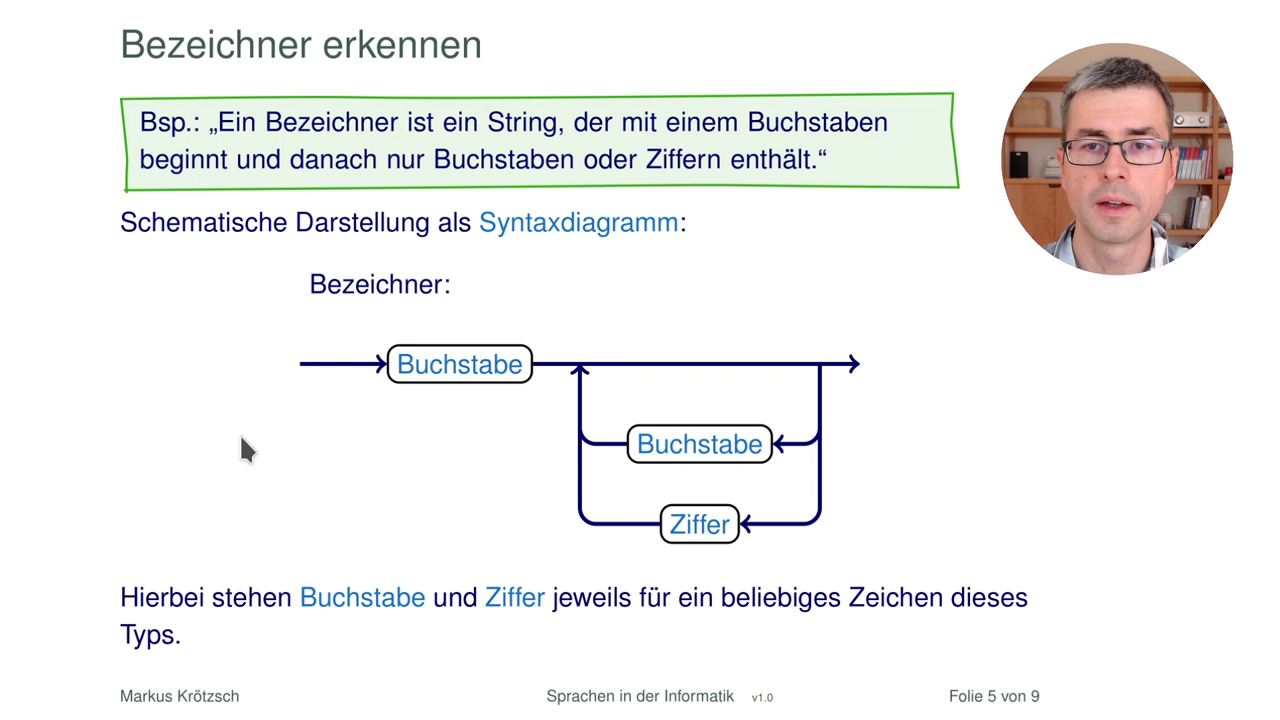 Bezeichner erkennen
Bsp.: „Ein Bezeichner ist ein String, der mit einem Buchstaben
beginnt und danach nur Buchstaben oder Ziffern enthält.“
Schematische Darstellung als Syntaxdiagramm:
Bezeichner:
Buchstabe
Buchstabe
Ziffer
Hierbei stehen Buchstabe und Ziffer jeweils für ein beliebiges Zeichen dieses
Typs.
Markus Krötzsch Sprachen in der Informatik v1.0 Folie 5 von 9